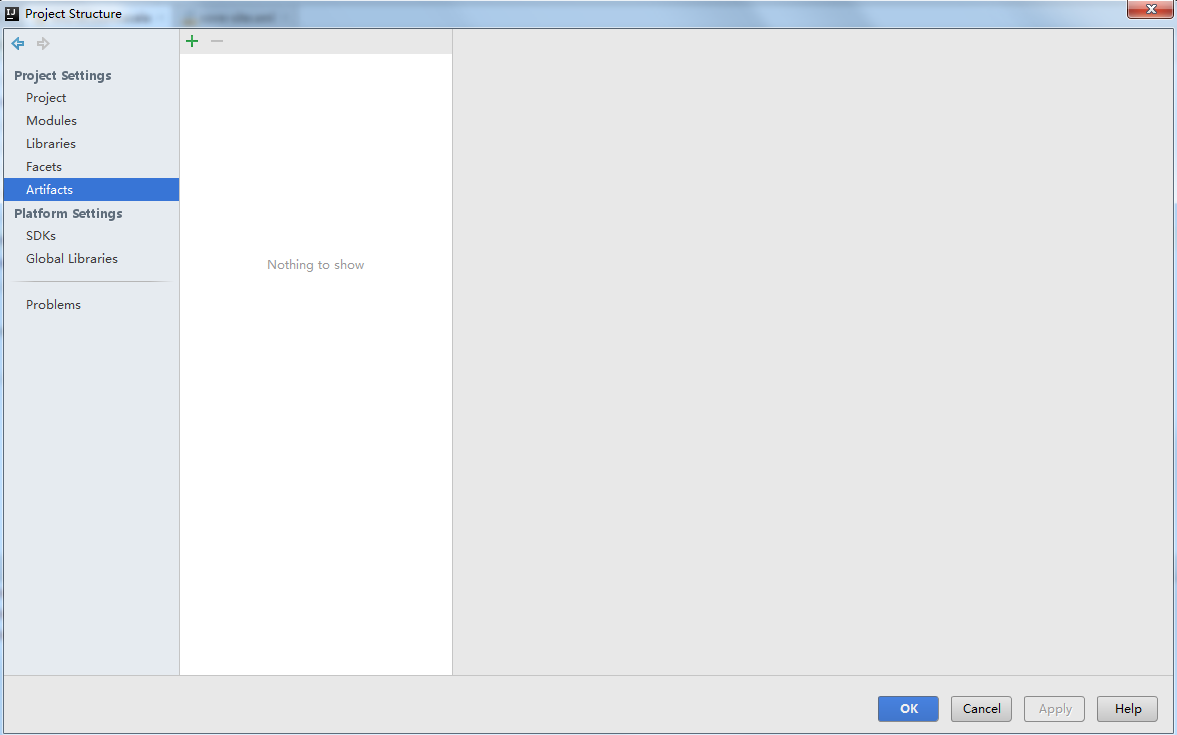 IJ Project Structure
Project Settings
Project
Modules
Libraries
Facets
Artifacts
Platform Settings
SDKs
Global Libraries
Problems
Nothing to show
OK Cancel Apply Help